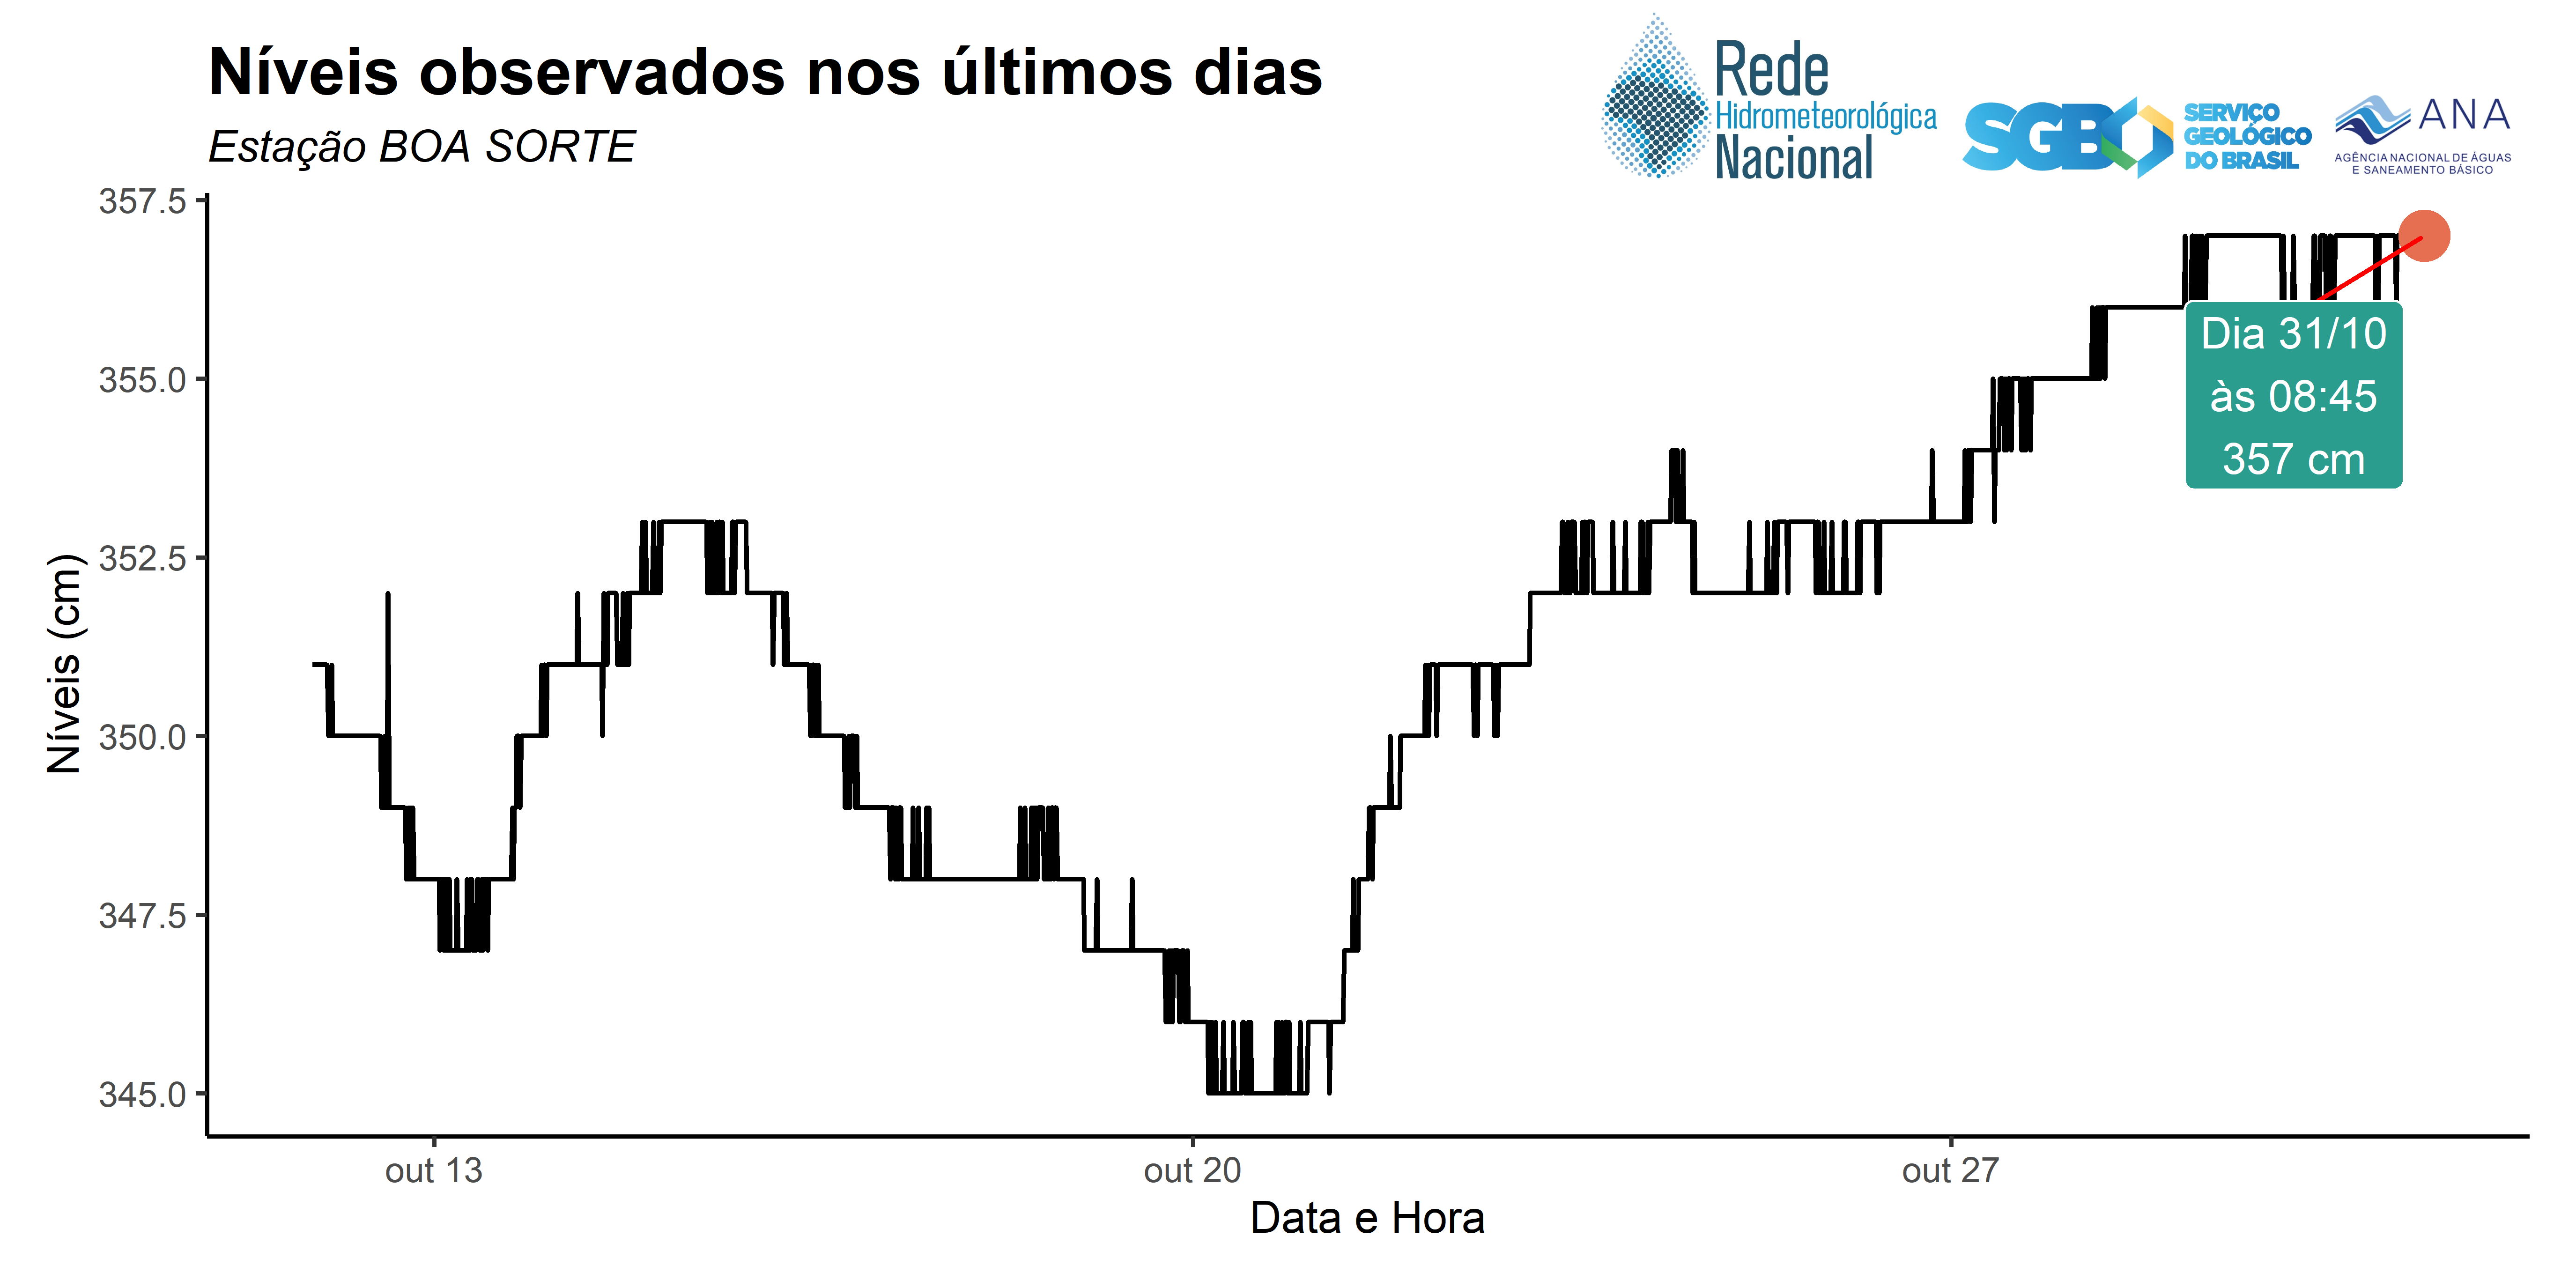 Níveis observados nos últimos dias
Estação BOA SORTE
Rede
Hidrometeorológica
Nacional
SGB
SERVIÇO
GEOLÓGICO
DO BRASIL
ANA
AGÊNCIA NACIONAL DE ÁGUAS
E SANEAMENTO BÁSICO
357.5
355.0
352.5
350.0
347.5
345.0
Níveis (cm)
Dia 31/10
às 08:45
357 cm
out 13
out 20
out 27
Data e Hora